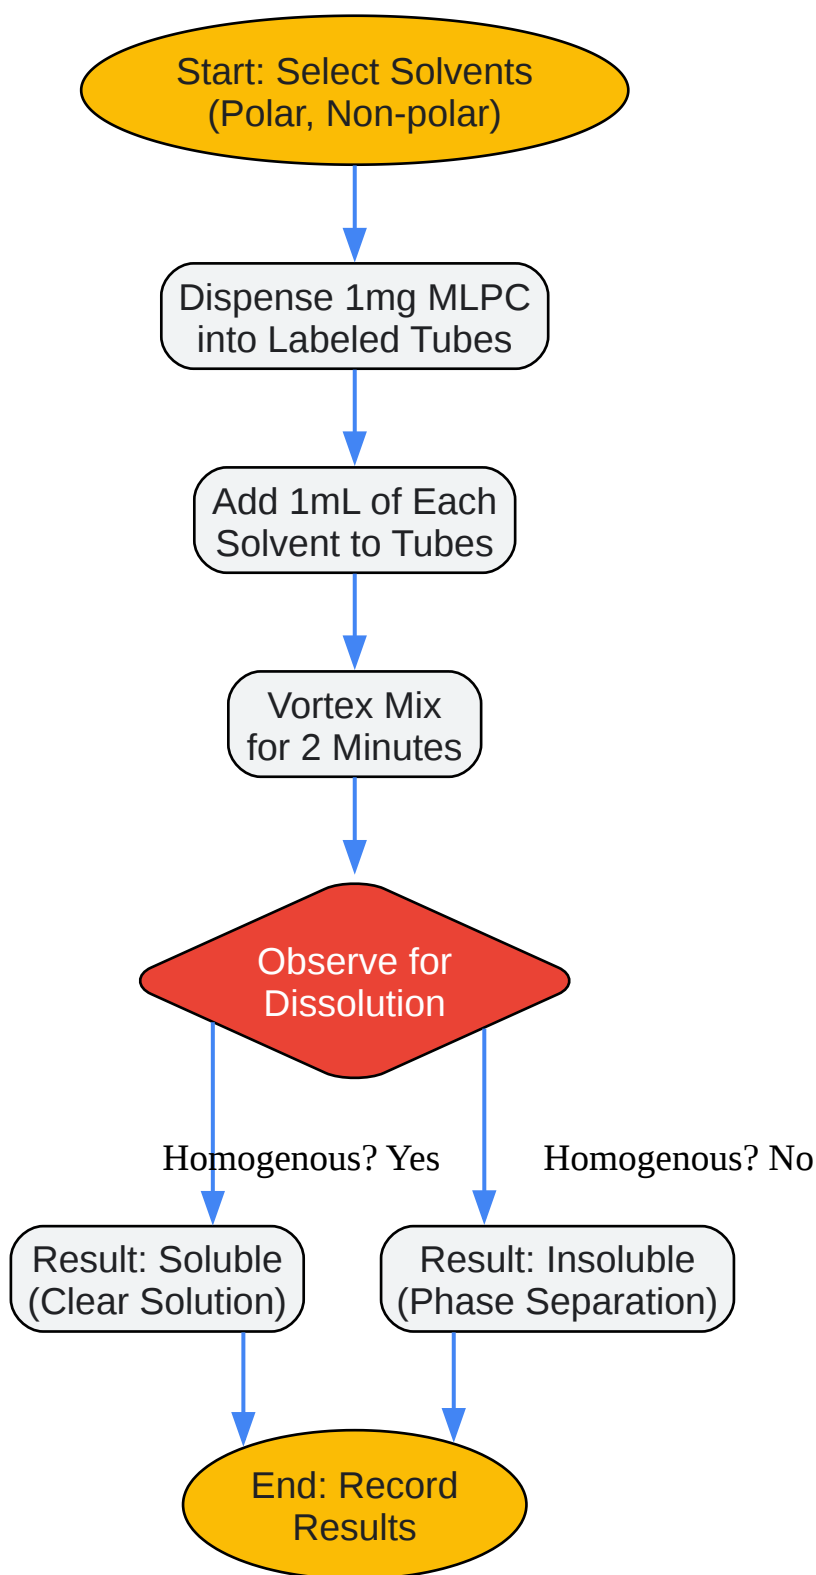 Start: Select Solvents
(Polar, Non-polar)
Dispense 1mg MLPC
into Labeled Tubes
Add 1mL of Each
Solvent to Tubes
Vortex Mix
for 2 Minutes
Observe for
Dissolution
Homogenous? Yes
Homogenous? No
Result: Soluble
(Clear Solution)
Result: Insoluble
(Phase Separation)
End: Record
Results